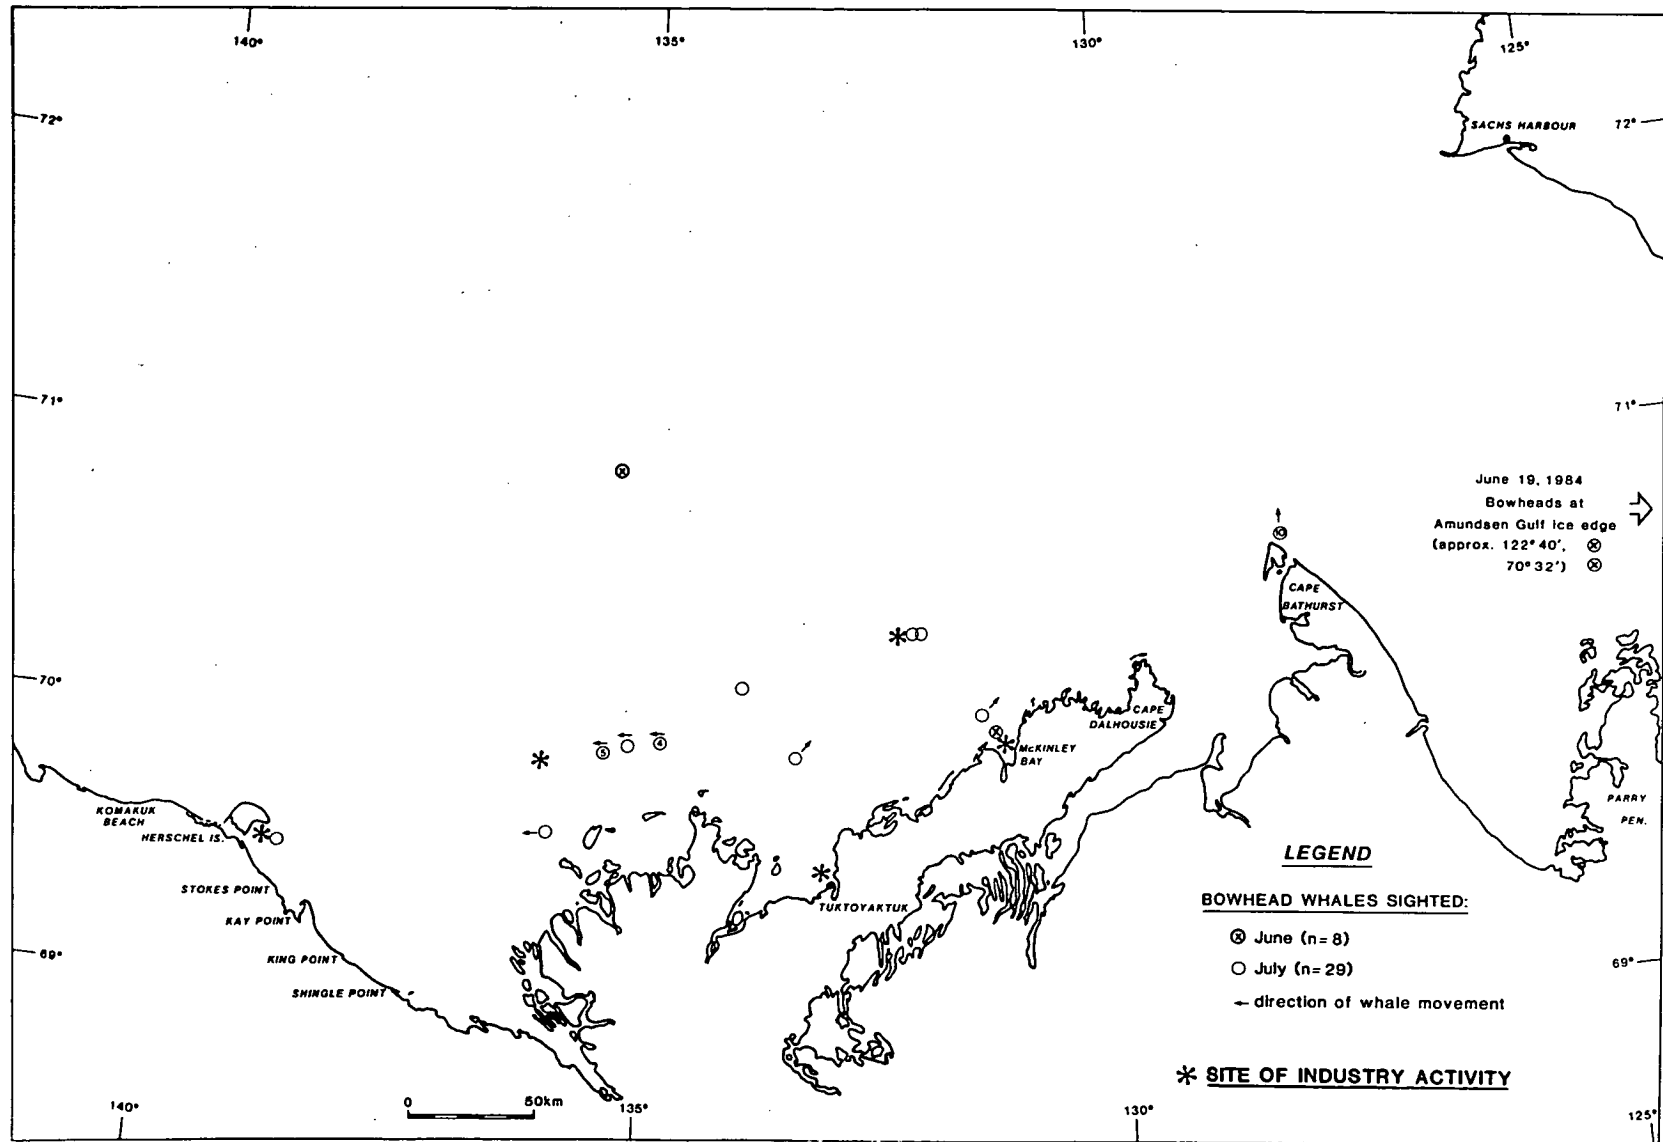 140°
135°
130°
125°
72°
SACHS HARBOUR
72°
71°
71°
June 19, 1984
Bowheads at
Amundsen Gulf Ice edge
(approx. 122° 40',
70° 32')
10
CAPE
BATHURST
70°
CAPE
DALHOUSIE
5
4
McKINLEY
BAY
KOMAKUK
BEACH
HERSCHEL IS.
PARRY
PEN.
STOKES POINT
TUKTOYAKTUK
KAY POINT
KING POINT
SHINGLE POINT
69°
69°
LEGEND
BOWHEAD WHALES SIGHTED:
⊗ June (n=8)
○ July (n=29)
← direction of whale movement
* SITE OF INDUSTRY ACTIVITY
0 50km
140°
135°
130°
125°